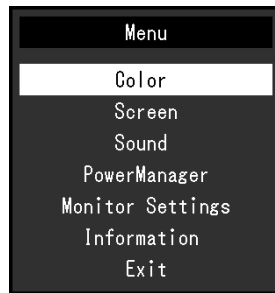 Menu
Color
Screen
Sound
PowerManager
Monitor Settings
Information
Exit